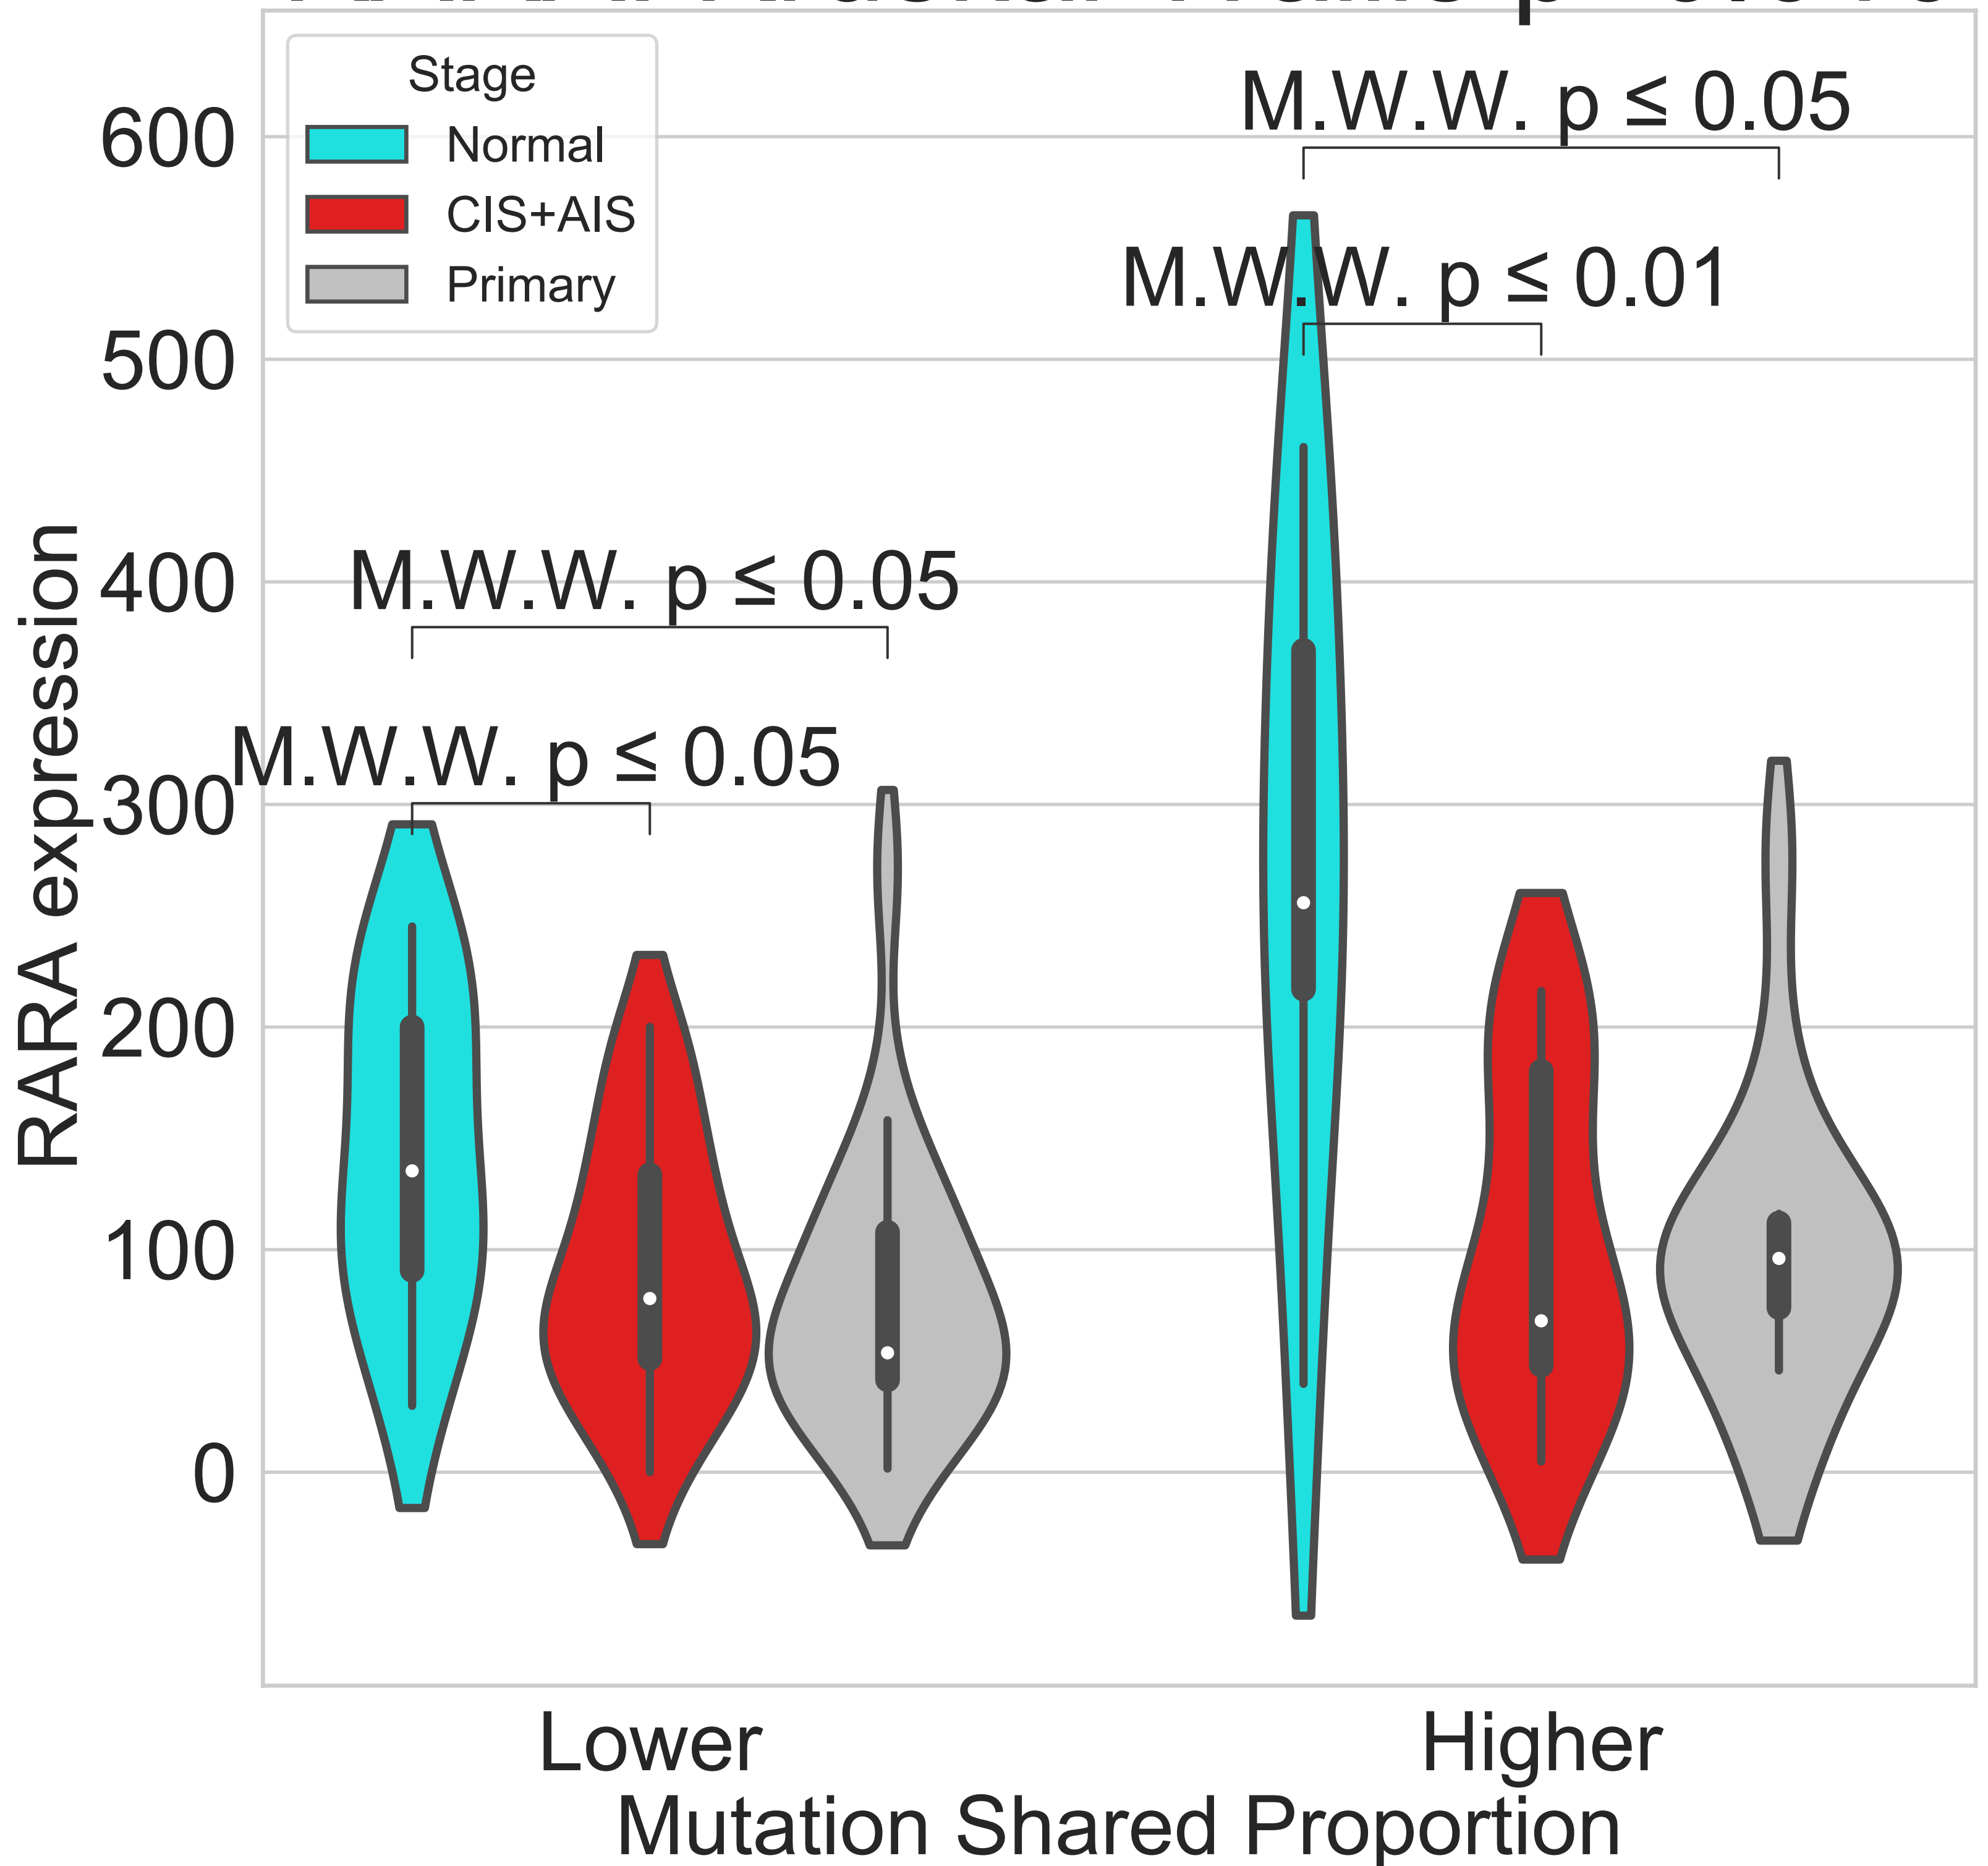 Stage
Normal
CIS+AIS
Primary
M.W.W. p ≤ 0.05
M.W.W. p ≤ 0.01
M.W.W. p ≤ 0.05
M.W.W. p ≤ 0.05
600
500
400
300
200
100
0
RARA expression
Lower
Higher
Mutation Shared Proportion